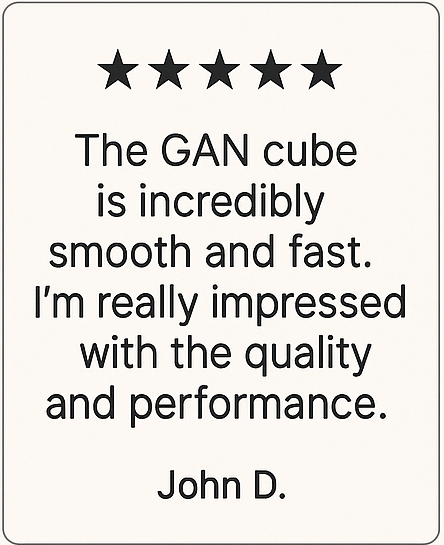 The GAN cube
is incredibly
smooth and fast.
I'm really impressed
with the quality
and performance.
John D.